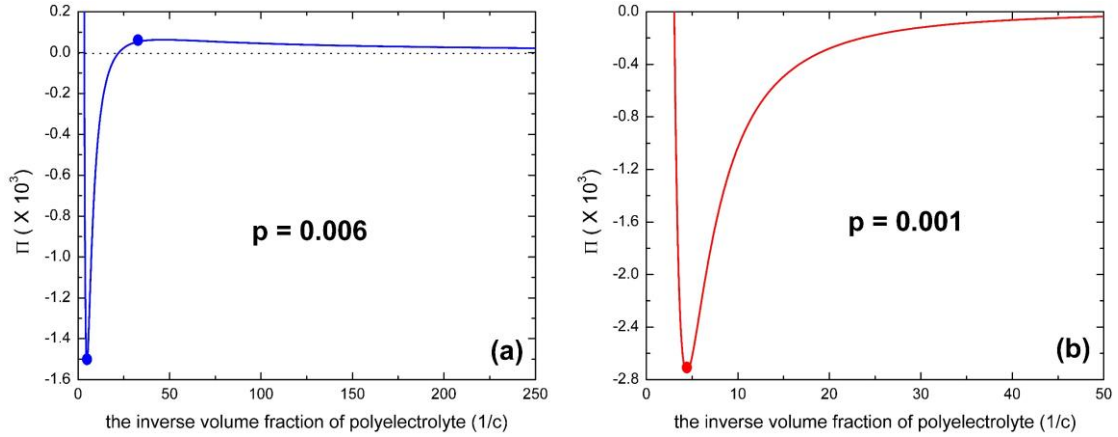 0.2
0.0
-0.2
-0.4
-0.6
-0.8
-1.0
-1.2
-1.4
-1.6
Π ( X 10³)
p = 0.006
(a)
0 50 100 150 200 250
the inverse volume fraction of polyelectrolyte (1/c)
0.0
-0.4
-0.8
-1.2
-1.6
-2.0
-2.4
-2.8
Π ( X 10³)
p = 0.001
(b)
0 10 20 30 40 50
the inverse volume fraction of polyelectrolyte (1/c)